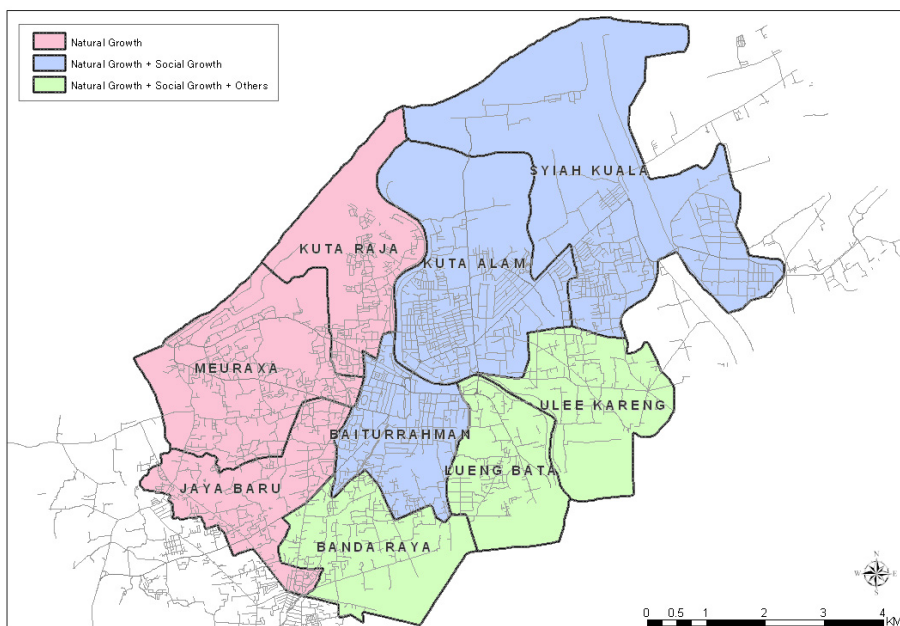 Natural Growth
Natural Growth + Social Growth
Natural Growth + Social Growth + Others
SYIAH KUALA
KUTA RAJA
KUTA ALAM
MEURAXA
ULEE KARENG
BAITURRAHMAN
LUENG BATA
JAYA BARU
BANDA RAYA
N
W E
S
0 0.5 1 2 3 4
KM